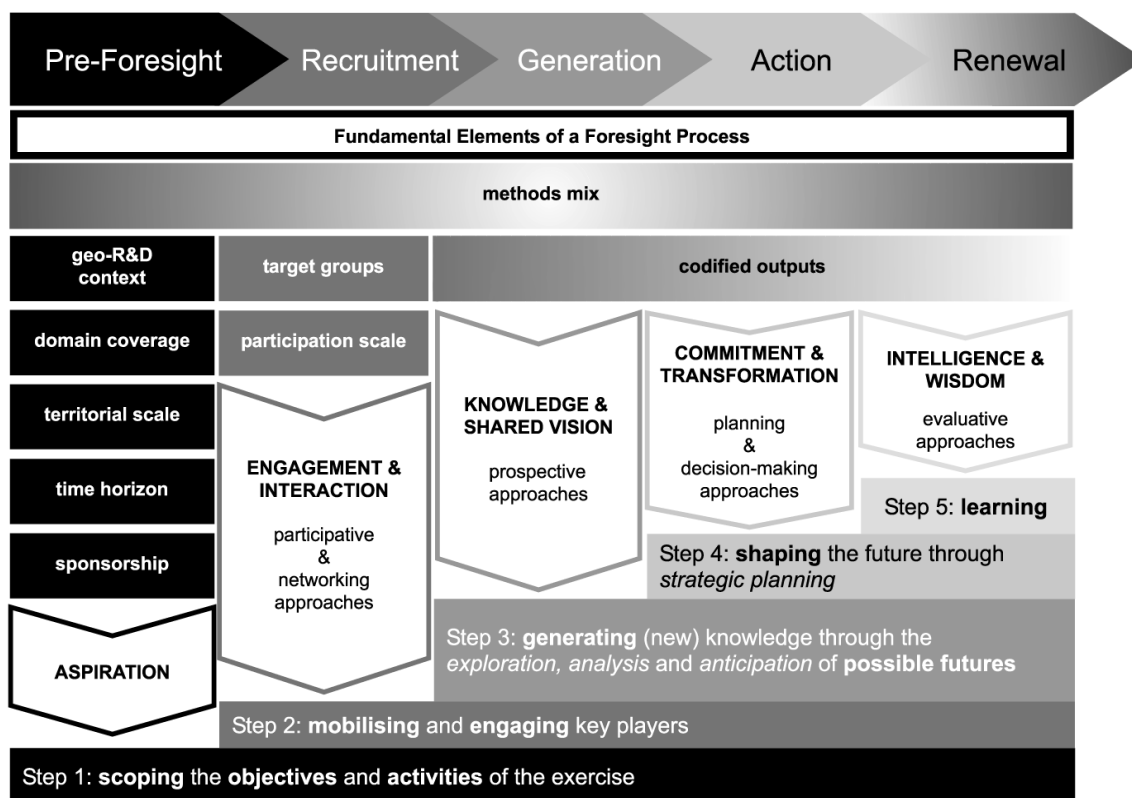 Pre-Foresight
Recruitment
Generation
Action
Renewal
Fundamental Elements of a Foresight Process
methods mix
geo-R&D
context
target groups
codified outputs
domain coverage
participation scale
territorial scale
time horizon
sponsorship
ASPIRATION
ENGAGEMENT &
INTERACTION
participative
&
networking
approaches
KNOWLEDGE &
SHARED VISION
prospective
approaches
COMMITMENT &
TRANSFORMATION
planning
&
decision-making
approaches
INTELLIGENCE &
WISDOM
evaluative
approaches
Step 5: learning
Step 4: shaping the future through
strategic planning
Step 3: generating (new) knowledge through the
exploration, analysis and anticipation of possible futures
Step 2: mobilising and engaging key players
Step 1: scoping the objectives and activities of the exercise